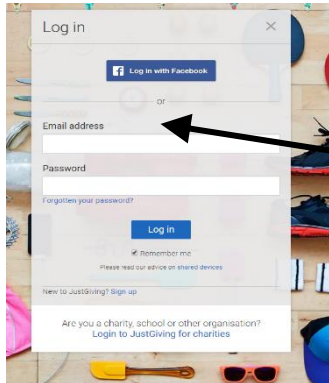 Log in
×
f Log in with Facebook
or
Email address
Password
Forgotten your password?
Log in
Remember me
Please read our advice on shared devices
New to JustGiving? Sign up
Are you a charity, school or other organisation?
Login to JustGiving for charities